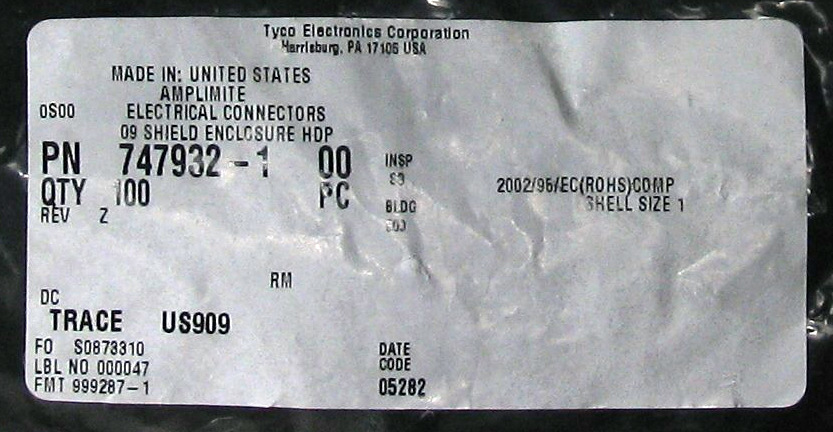 Tyco Electronics Corporation
Harrisburg, PA 17105 USA
MADE IN: UNITED STATES
AMPLIMITE
0S00 ELECTRICAL CONNECTORS
09 SHIELD ENCLOSURE HDP
PN 747932-1 00 INSP
QTY 100 PC 2002/95/EC(ROHS)COMP
REV Z BLDG SHELL SIZE 1
RM
DC
TRACE US909
FO S0873310 DATE
LBL NO 000047 CODE
FMT 999287-1 05282